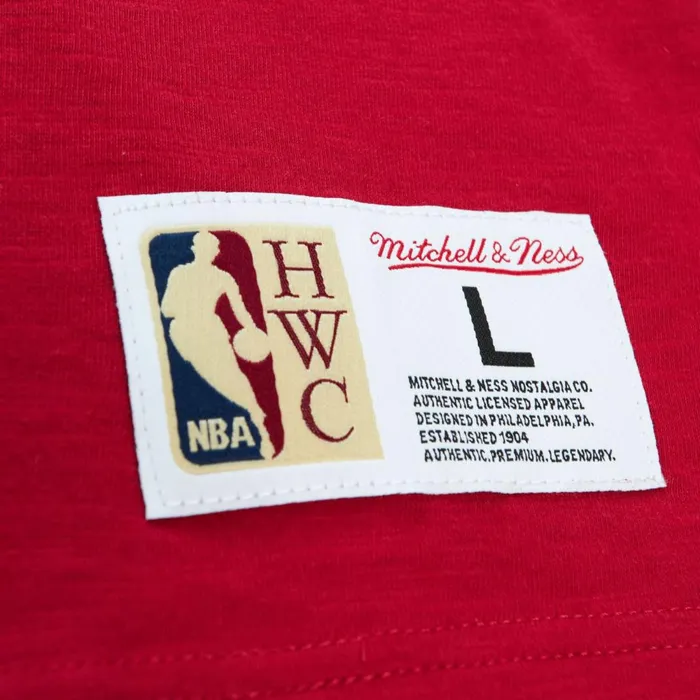 NBA
H
W
C
Mitchell & Ness
L
MITCHELL & NESS NOSTALGIA CO.
AUTHENTIC LICENSED APPAREL
DESIGNED IN PHILADELPHIA, PA.
ESTABLISHED 1904
AUTHENTIC.PREMIUM.LEGENDARY.